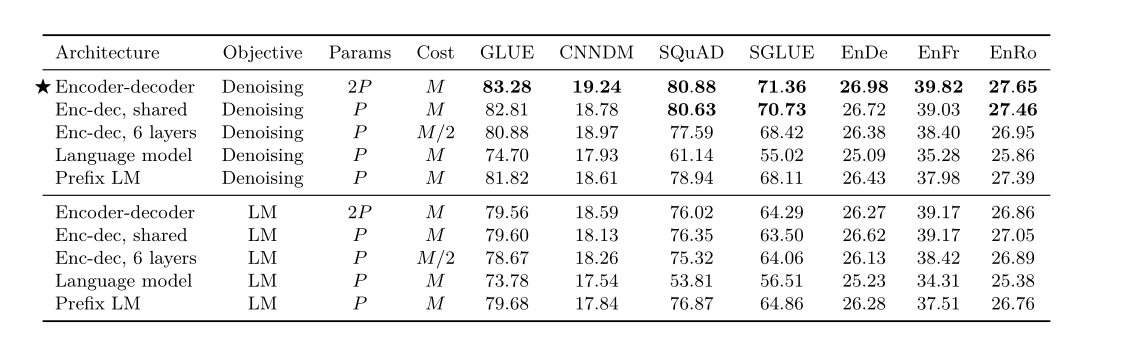 Architecture Objective Params Cost GLUE CNNDM SQuAD SGLUE EnDe EnFr EnRo
★ Encoder-decoder Denoising 2P M 83.28 19.24 80.88 71.36 26.98 39.82 27.65
Enc-dec, shared Denoising P M 82.81 18.78 80.63 70.73 26.72 39.03 27.46
Enc-dec, 6 layers Denoising P M/2 80.88 18.97 77.59 68.42 26.38 38.40 26.95
Language model Denoising P M 74.70 17.93 61.14 55.02 25.09 35.28 25.86
Prefix LM Denoising P M 81.82 18.61 78.94 68.11 26.43 37.98 27.39
Encoder-decoder LM 2P M 79.56 18.59 76.02 64.29 26.27 39.17 26.86
Enc-dec, shared LM P M 79.60 18.13 76.35 63.50 26.62 39.17 27.05
Enc-dec, 6 layers LM P M/2 78.67 18.26 75.32 64.06 26.13 38.42 26.89
Language model LM P M 73.78 17.54 53.81 56.51 25.23 34.31 25.38
Prefix LM LM P M 79.68 17.84 76.87 64.86 26.28 37.51 26.76